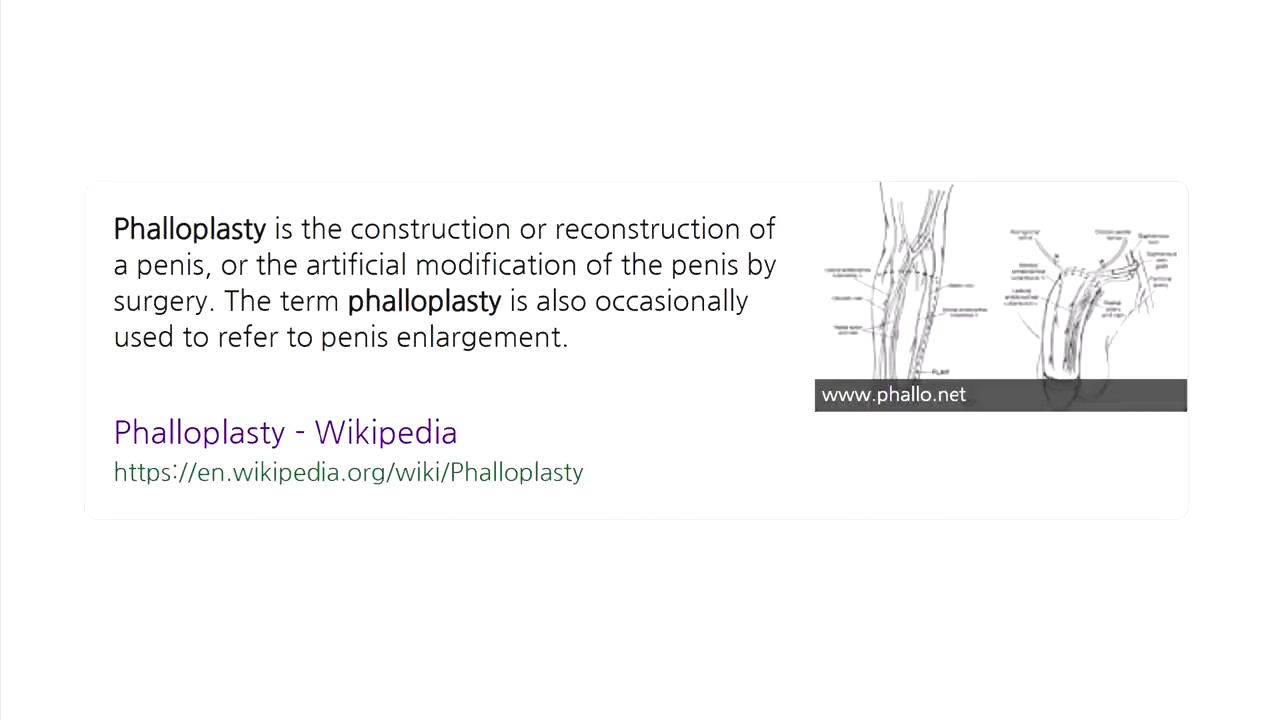 Phalloplasty is the construction or reconstruction of
a penis, or the artificial modification of the penis by
surgery. The term phalloplasty is also occasionally
used to refer to penis enlargement.
www.phallo.net
Phalloplasty - Wikipedia
https://en.wikipedia.org/wiki/Phalloplasty